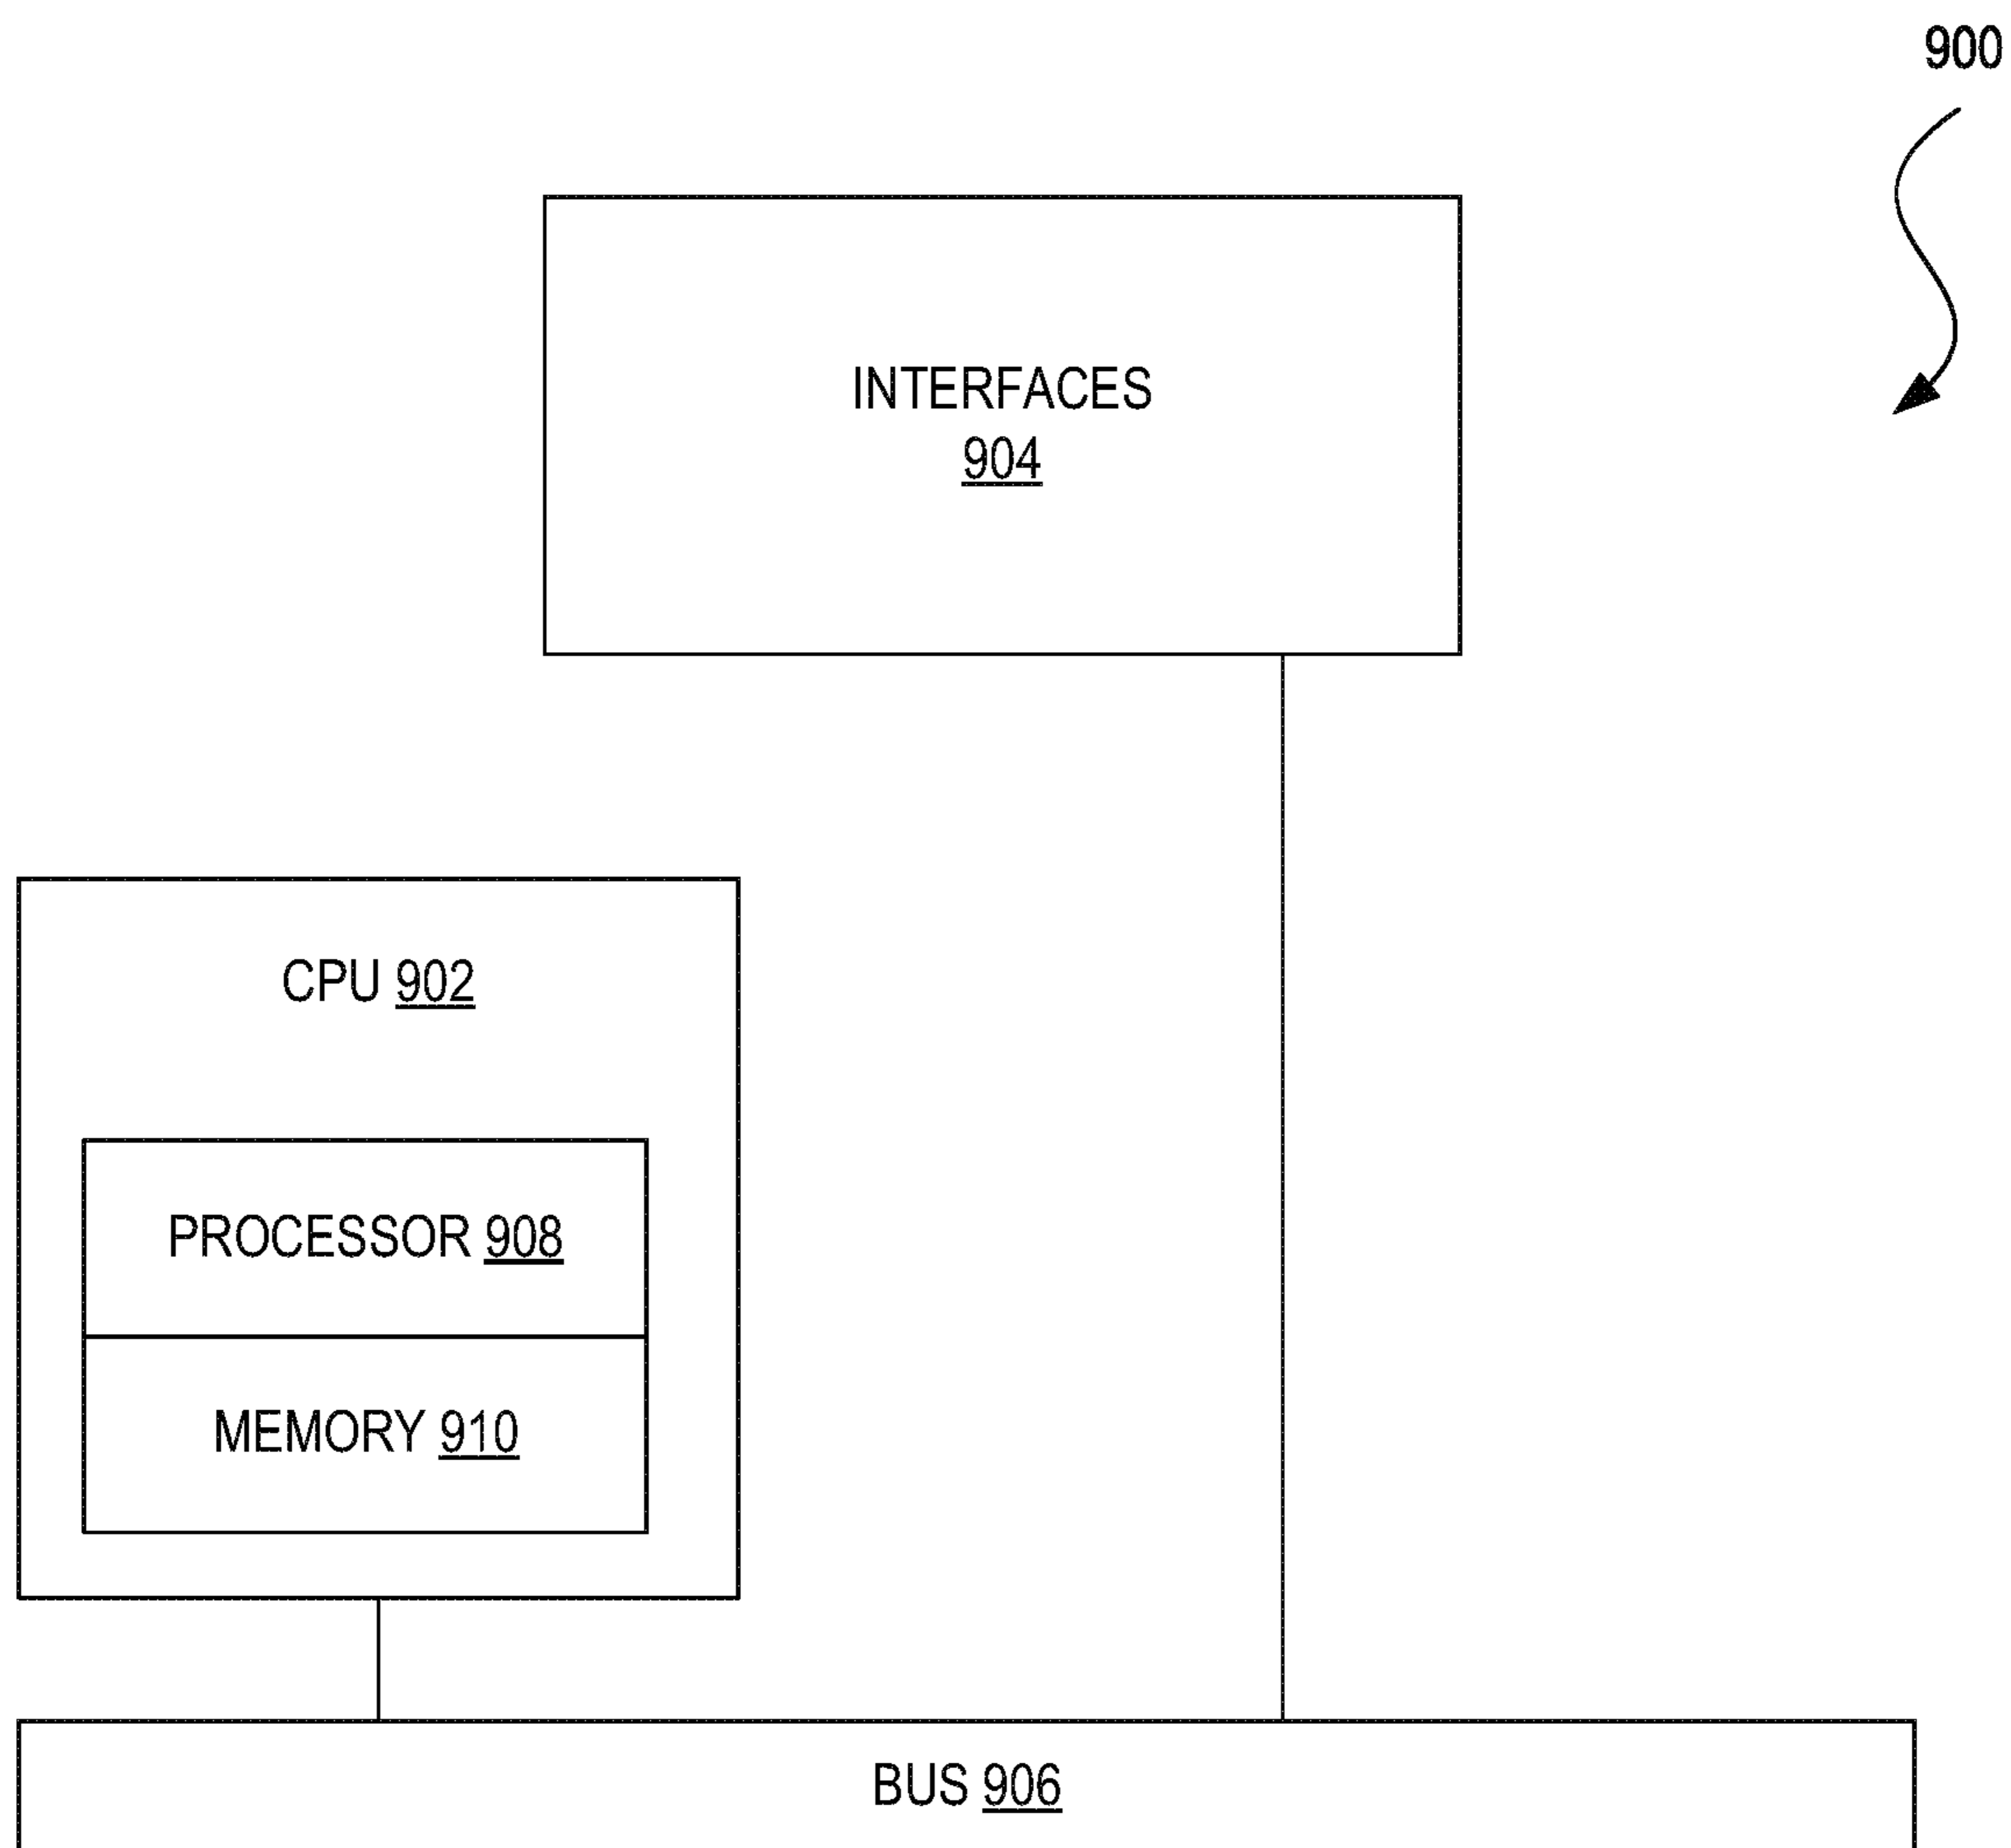 900
INTERFACES
904
CPU 902
PROCESSOR 908
MEMORY 910
BUS 906